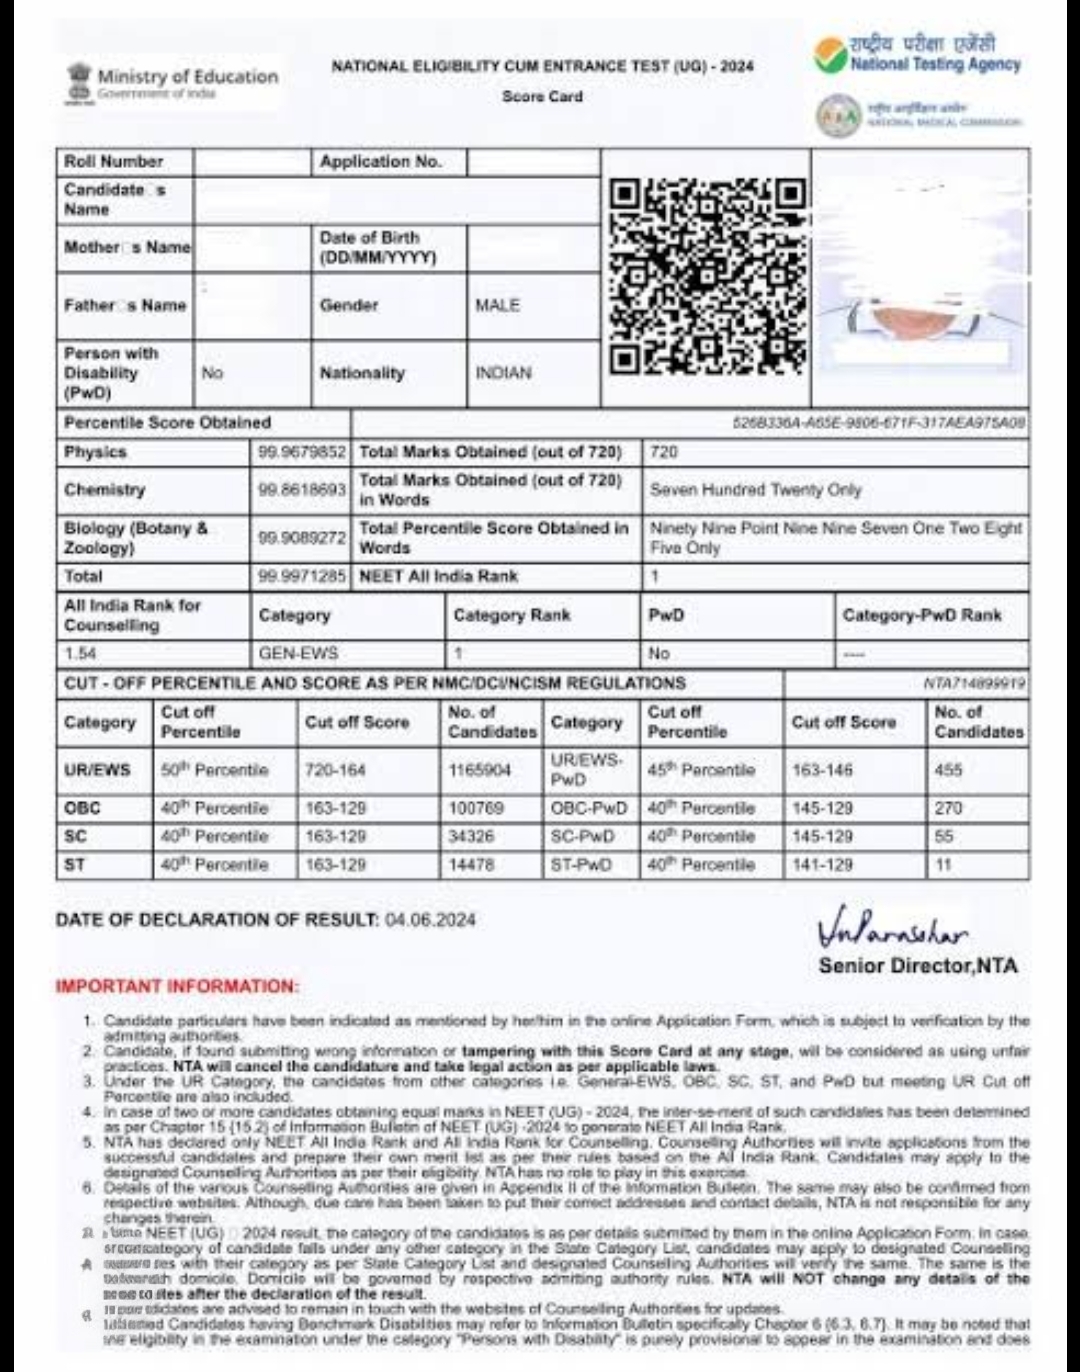 Ministry of Education
Government of India
NATIONAL ELIGIBILITY CUM ENTRANCE TEST (UG) - 2024
Score Card
राष्ट्रीय परीक्षा एजेंसी
National Testing Agency
NATIONAL MEDICAL COMMISSION
Roll Number Application No.
Candidate□s Name
Mother□s Name Date of Birth (DD/MM/YYYY)
Father□s Name Gender MALE
Person with Disability (PwD) No Nationality INDIAN
Percentile Score Obtained 526B336A-A65E-9806-671F-317AEA975A08
Physics 99.9679852 Total Marks Obtained (out of 720) 720
Chemistry 99.8618693 Total Marks Obtained (out of 720) in Words Seven Hundred Twenty Only
Biology (Botany & Zoology) 99.9089272 Total Percentile Score Obtained in Words Ninety Nine Point Nine Nine Seven One Two Eight Five Only
Total 99.9971285 NEET All India Rank 1
All India Rank for Counselling Category Category Rank PwD Category-PwD Rank
1.54 GEN-EWS 1 No ----
CUT - OFF PERCENTILE AND SCORE AS PER NMC/DCI/NCISM REGULATIONS NTA714899919
Category Cut off Percentile Cut off Score No. of Candidates Category Cut off Percentile Cut off Score No. of Candidates
UR/EWS 50th Percentile 720-164 1165904 UR/EWS-PwD 45th Percentile 163-146 455
OBC 40th Percentile 163-129 100769 OBC-PwD 40th Percentile 145-129 270
SC 40th Percentile 163-129 34326 SC-PwD 40th Percentile 145-129 55
ST 40th Percentile 163-129 14478 ST-PwD 40th Percentile 141-129 11
DATE OF DECLARATION OF RESULT: 04.06.2024
Senior Director,NTA
IMPORTANT INFORMATION:
1. Candidate particulars have been indicated as mentioned by her/him in the online Application Form, which is subject to verification by the
admitting authorities.
2. Candidate, if found submitting wrong information or tampering with this Score Card at any stage, will be considered as using unfair
practices. NTA will cancel the candidature and take legal action as per applicable laws.
3. Under the UR Category, the candidates from other categories i.e. General-EWS, OBC, SC, ST, and PwD but meeting UR Cut off
Percentile are also included.
4. In case of two or more candidates obtaining equal marks in NEET (UG) - 2024, the inter-se-merit of such candidates has been determined
as per Chapter 15 {15.2} of Information Bulletin of NEET (UG) -2024 to generate NEET All India Rank.
5. NTA has declared only NEET All India Rank and All India Rank for Counselling. Counselling Authorities will invite applications from the
successful candidates and prepare their own merit list as per their rules based on the All India Rank. Candidates may apply to the
designated Counselling Authorities as per their eligibility. NTA has no role to play in this exercise.
6. Details of the various Counselling Authorities are given in Appendix II of the Information Bulletin. The same may also be confirmed from
respective websites. Although, due care has been taken to put their correct addresses and contact details, NTA is not responsible for any
changes therein.
NEET (UG) □ 2024 result, the category of the candidates is as per details submitted by them in the online Application Form. In case
category of candidate falls under any other category in the State Category List, candidates may apply to designated Counselling
with their category as per State Category List and designated Counselling Authorities will verify the same. The same is the
domicile. Domicile will be governed by respective admitting authority rules. NTA will NOT change any details of the
after the declaration of the result.
are advised to remain in touch with the websites of Counselling Authorities for updates.
Candidates having Benchmark Disabilities may refer to Information Bulletin specifically Chapter 6 {6.3, 6.7}. It may be noted that
eligibility in the examination under the category "Persons with Disability" is purely provisional to appear in the examination and does